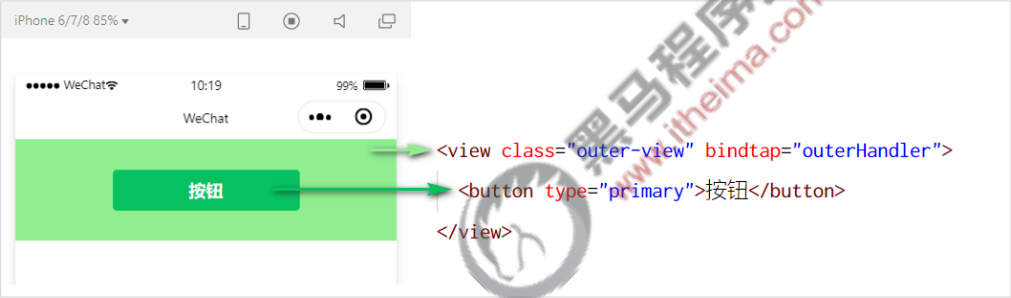 iPhone 6/7/8 85%
WeChat 10:19 99%
WeChat
按钮
<view class="outer-view" bindtap="outerHandler">
<button type="primary">按钮</button>
</view>
黑马程序
www.itheima.com